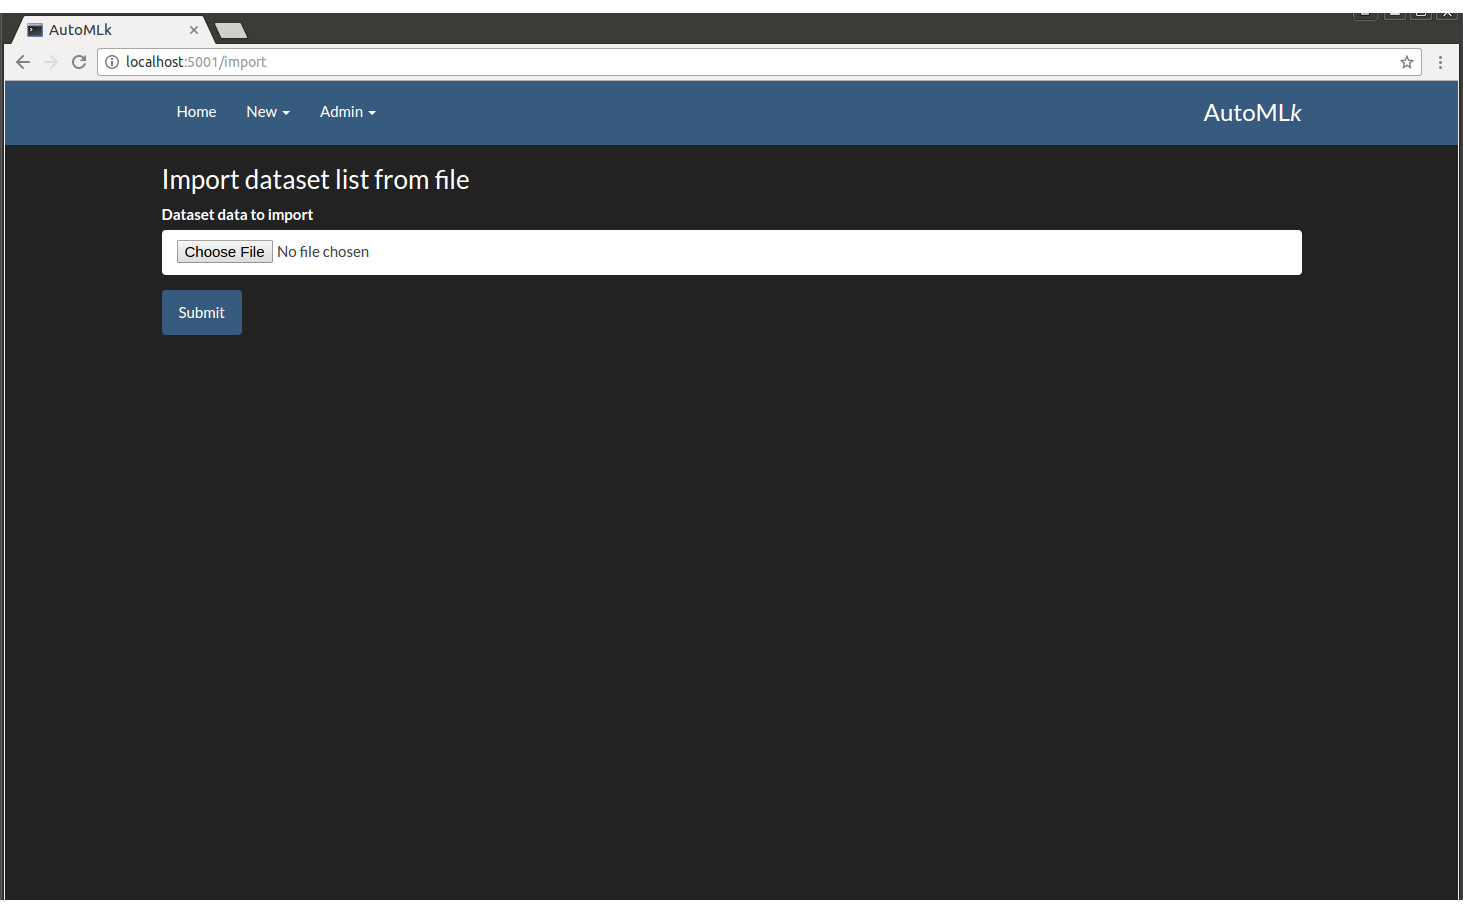 AutoMLk
localhost:5001/import
Home New Admin AutoMLk
Import dataset list from file
Dataset data to import
Choose File No file chosen
Submit